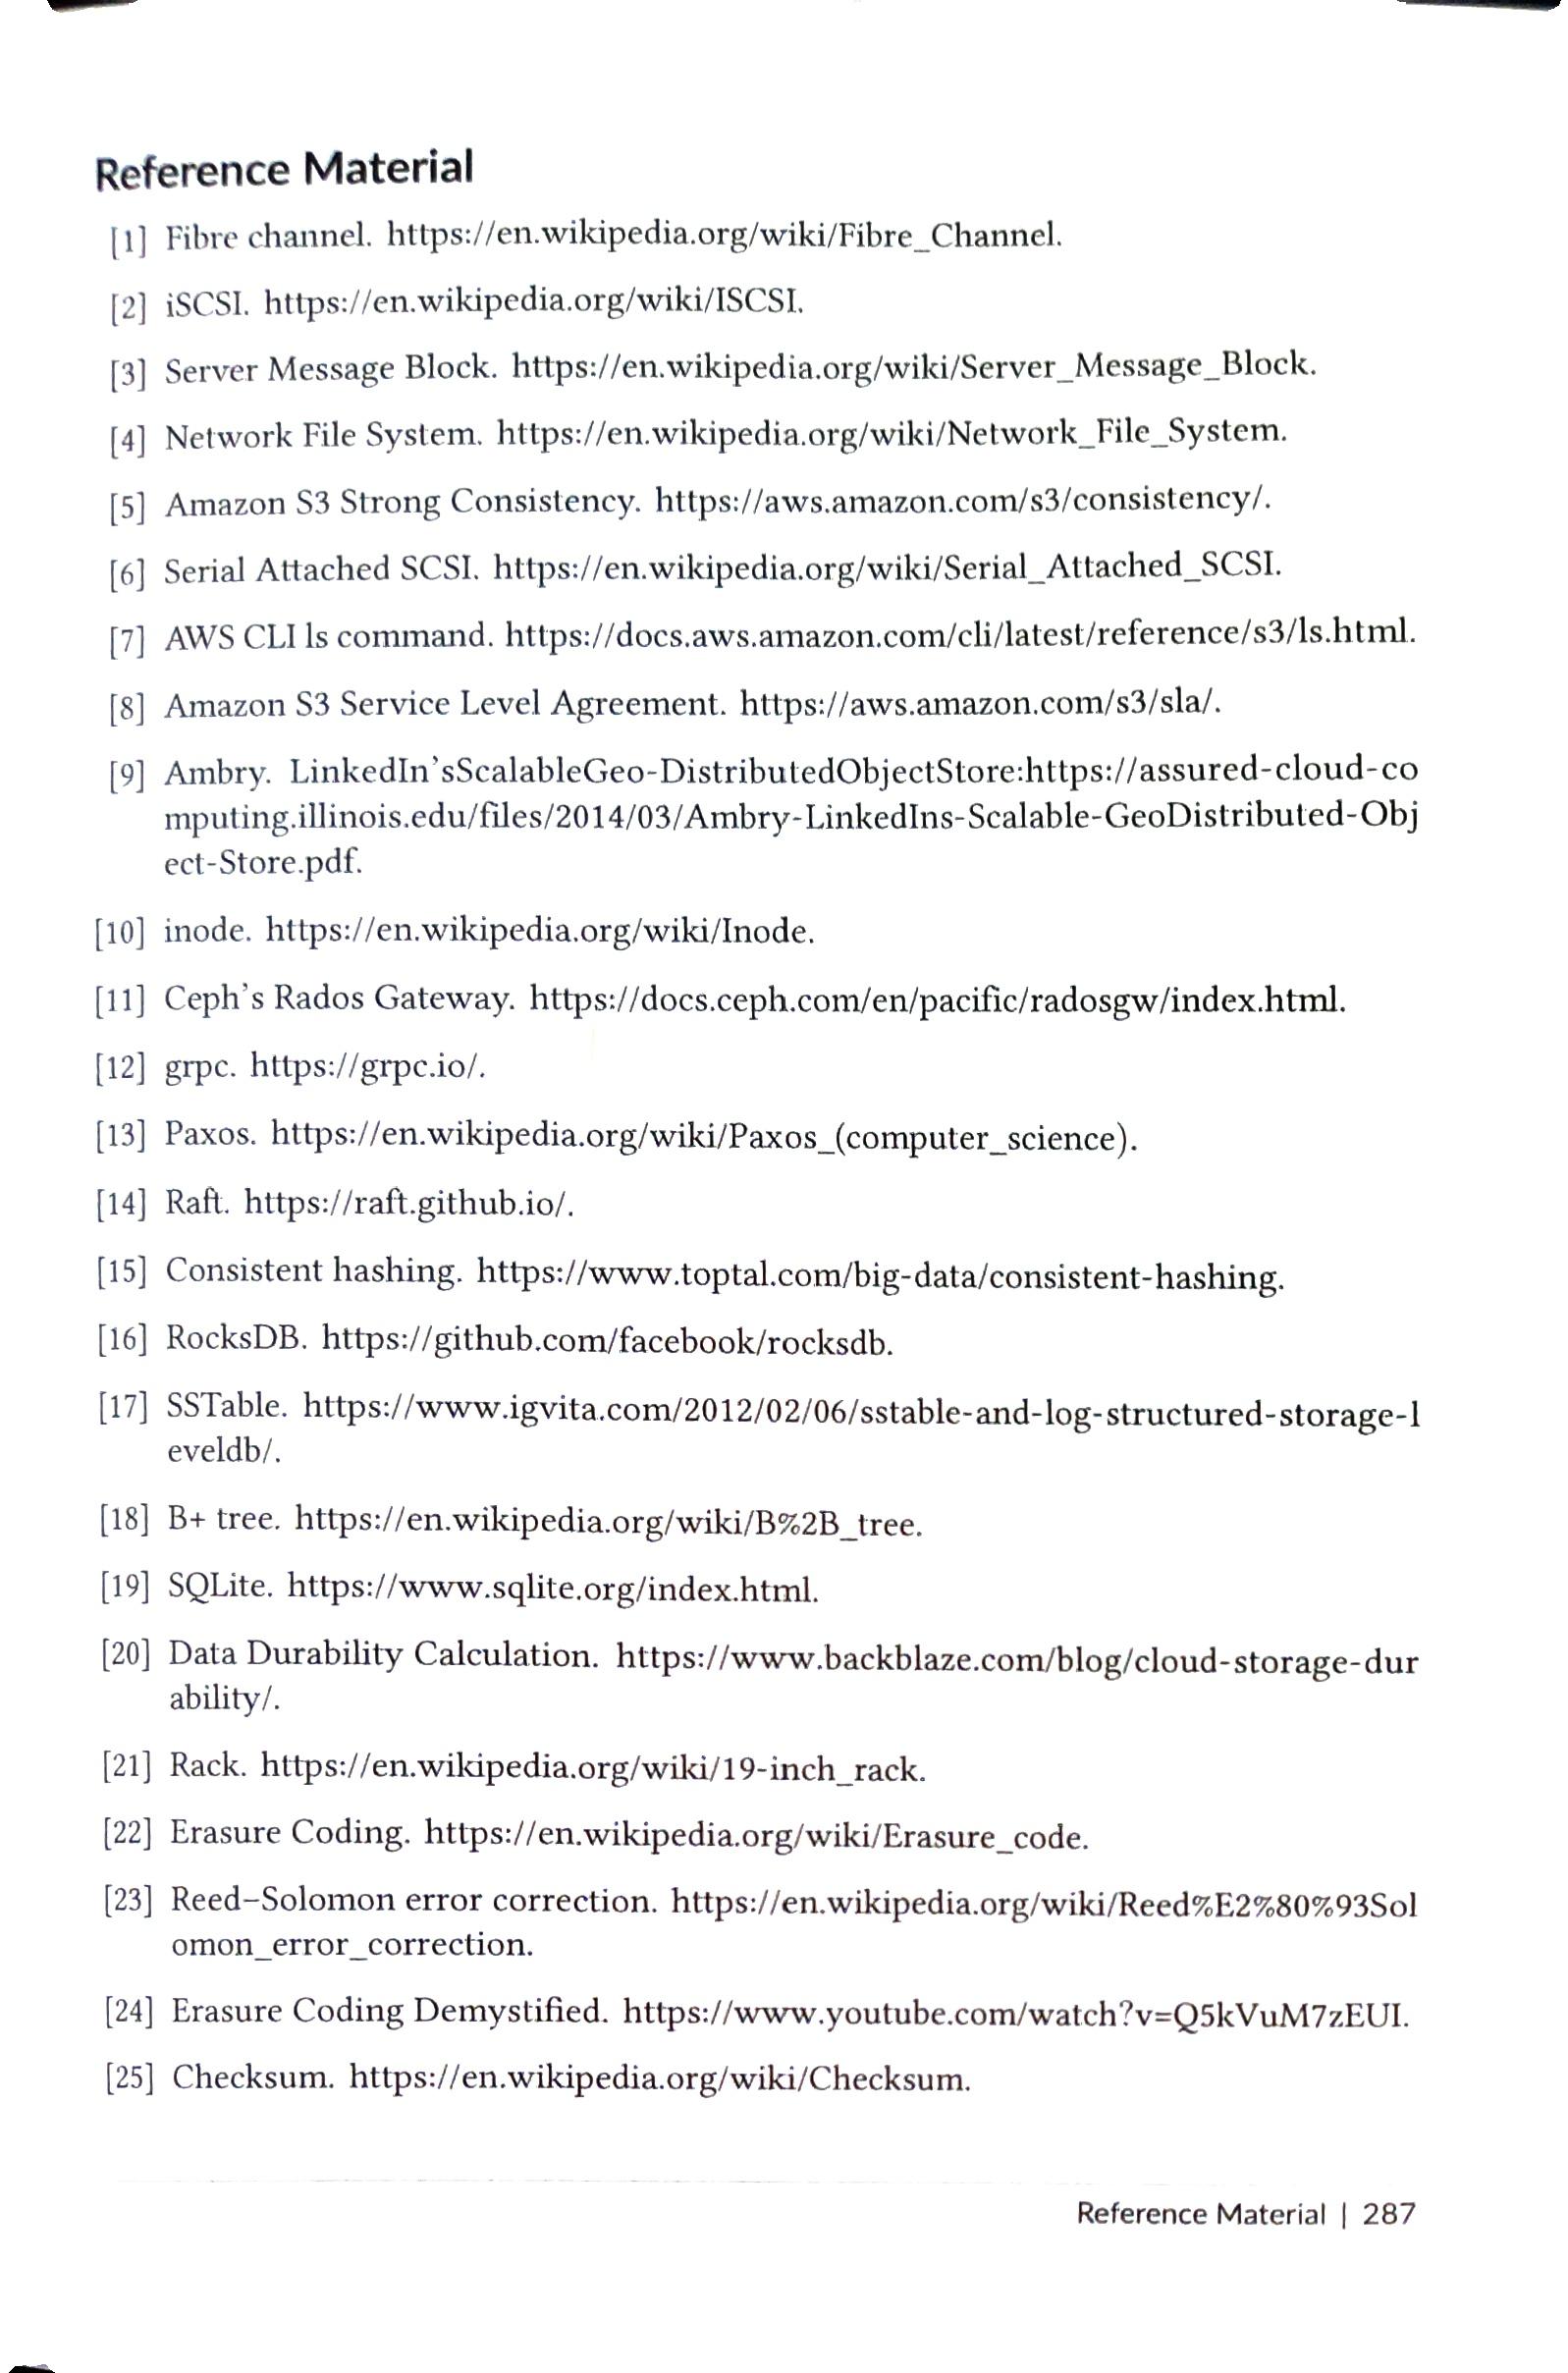 Reference Material
[1] Fibre channel. https://en.wikipedia.org/wiki/Fibre_Channel.
[2] iSCSI. https://en.wikipedia.org/wiki/ISCSI.
[3] Server Message Block. https://en.wikipedia.org/wiki/Server_Message_Block.
[4] Network File System. https://en.wikipedia.org/wiki/Network_File_System.
[5] Amazon S3 Strong Consistency. https://aws.amazon.com/s3/consistency/.
[6] Serial Attached SCSI. https://en.wikipedia.org/wiki/Serial_Attached_SCSI.
[7] AWS CLI ls command. https://docs.aws.amazon.com/cli/latest/reference/s3/ls.html.
[8] Amazon S3 Service Level Agreement. https://aws.amazon.com/s3/sla/.
[9] Ambry. LinkedIn’sScalableGeo-DistributedObjectStore:https://assured-cloud-co
mputing.illinois.edu/files/2014/03/Ambry-LinkedIns-Scalable-GeoDistributed-Obj
ect-Store.pdf.
[10] inode. https://en.wikipedia.org/wiki/Inode.
[11] Ceph’s Rados Gateway. https://docs.ceph.com/en/pacific/radosgw/index.html.
[12] grpc. https://grpc.io/.
[13] Paxos. https://en.wikipedia.org/wiki/Paxos_(computer_science).
[14] Raft. https://raft.github.io/.
[15] Consistent hashing. https://www.toptal.com/big-data/consistent-hashing.
[16] RocksDB. https://github.com/facebook/rocksdb.
[17] SSTable. https://www.igvita.com/2012/02/06/sstable-and-log-structured-storage-l
eveldb/.
[18] B+ tree. https://en.wikipedia.org/wiki/B%2B_tree.
[19] SQLite. https://www.sqlite.org/index.html.
[20] Data Durability Calculation. https://www.backblaze.com/blog/cloud-storage-dur
ability/.
[21] Rack. https://en.wikipedia.org/wiki/19-inch_rack.
[22] Erasure Coding. https://en.wikipedia.org/wiki/Erasure_code.
[23] Reed–Solomon error correction. https://en.wikipedia.org/wiki/Reed%E2%80%93Sol
omon_error_correction.
[24] Erasure Coding Demystified. https://www.youtube.com/watch?v=Q5kVuM7zEUI.
[25] Checksum. https://en.wikipedia.org/wiki/Checksum.
Reference Material | 287